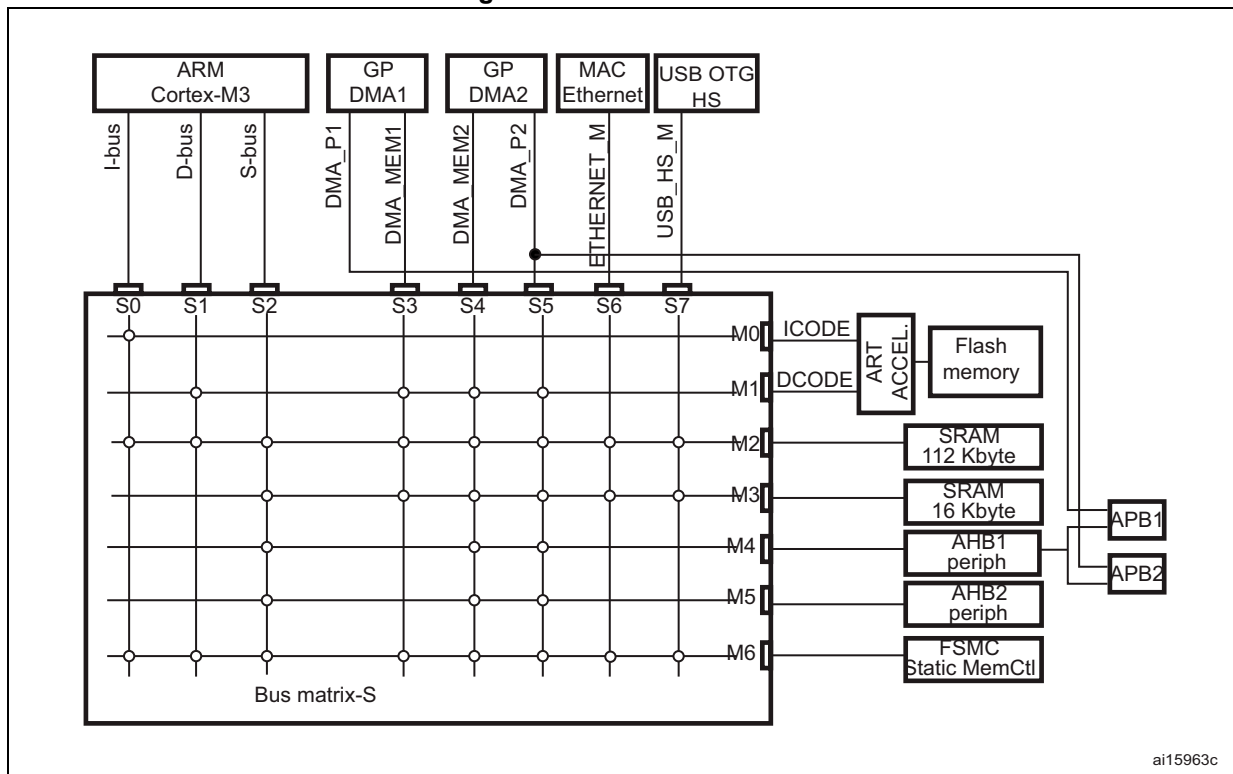 ARM
Cortex-M3
GP
DMA1
GP
DMA2
MAC
Ethernet
USB OTG
HS
I-bus
D-bus
S-bus
DMA_P1
DMA_MEM1
DMA_MEM2
DMA_P2
ETHERNET_M
USB_HS_M
S0
S1
S2
S3
S4
S5
S6
S7
M0
ICODE
M1
DCODE
ART
ACCEL.
Flash
memory
M2
SRAM
112 Kbyte
M3
SRAM
16 Kbyte
M4
AHB1
periph
APB1
M5
AHB2
periph
APB2
M6
FSMC
Static MemCtl
Bus matrix-S
ai15963c